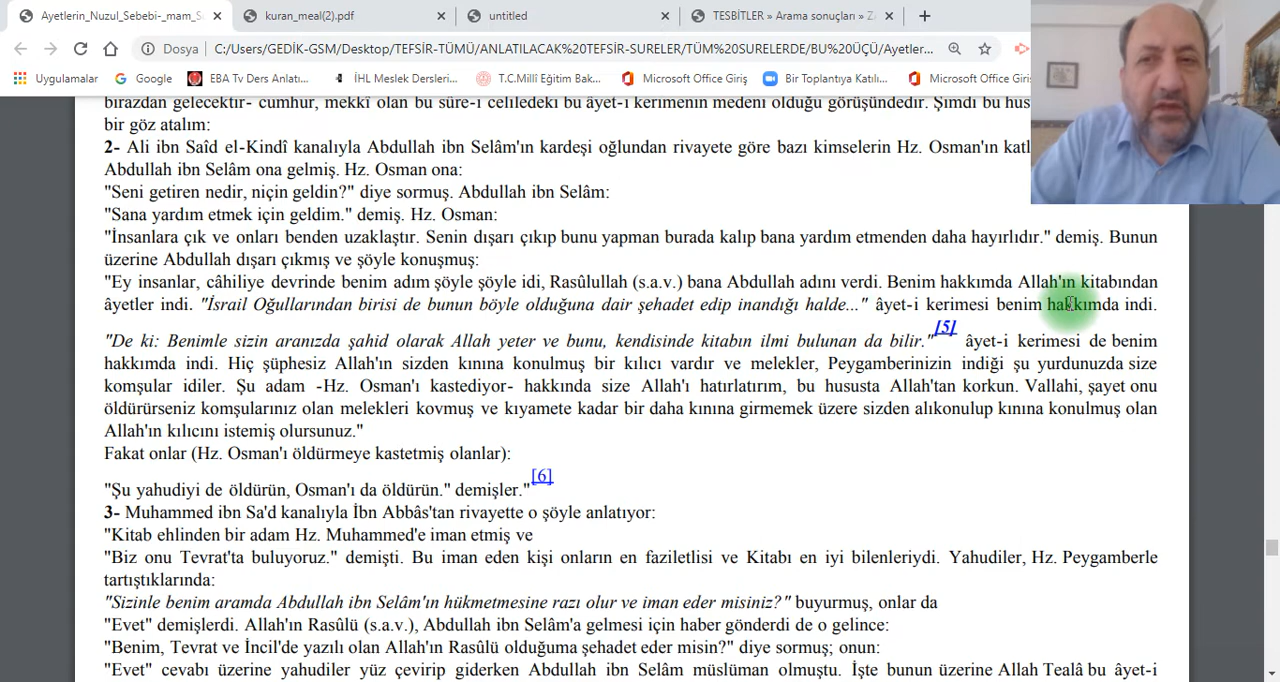 Ayetlerin_Nuzul_Sebebi-_mam_S
kuran_meal(2).pdf
untitled
TESBİTLER » Arama sonuçları » Z
Dosya
C:/Users/GEDİK-GSM/Desktop/TEFSİR-TÜMÜ/ANLATILACAK%20TEFSİR-SURELER/TÜM%20SURELERDE/BU%20ÜÇÜ/Ayetler...
Uygulamalar
Google
EBA Tv Ders Anlatı...
İHL Meslek Dersleri...
T.C.Millî Eğitim Bak...
Microsoft Office Giriş
Bir Toplantıya Katılı...
Microsoft Office Giriş
birazdan gelecektir- cumhur, mekkî olan bu sûre-i celiledeki bu âyet-i kerimenin medeni olduğu görüşündedir. Şimdi bu hus
bir göz atalım:
2- Ali ibn Saîd el-Kindî kanalıyla Abdullah ibn Selâm'ın kardeşi oğlundan rivayete göre bazı kimselerin Hz. Osman'ın katl
Abdullah ibn Selâm ona gelmiş. Hz. Osman ona:
"Seni getiren nedir, niçin geldin?" diye sormuş. Abdullah ibn Selâm:
"Sana yardım etmek için geldim." demiş. Hz. Osman:
"İnsanlara çık ve onları benden uzaklaştır. Senin dışarı çıkıp bunu yapman burada kalıp bana yardım etmenden daha hayırlıdır." demiş. Bunun
üzerine Abdullah dışarı çıkmış ve şöyle konuşmuş:
"Ey insanlar, câhiliye devrinde benim adım şöyle şöyle idi, Rasûlullah (s.a.v.) bana Abdullah adını verdi. Benim hakkımda Allah'ın kitabından
âyetler indi. "İsrail Oğullarından birisi de bunun böyle olduğuna dair şehadet edip inandığı halde..." âyet-i kerimesi benim hakkımda indi.
"De ki: Benimle sizin aranızda şahid olarak Allah yeter ve bunu, kendisinde kitabın ilmi bulunan da bilir."[5] âyet-i kerimesi de benim
hakkımda indi. Hiç şüphesiz Allah'ın sizden kınına konulmuş bir kılıcı vardır ve melekler, Peygamberinizin indiği şu yurdunuzda size
komşular idiler. Şu adam -Hz. Osman'ı kastediyor- hakkında size Allah'ı hatırlatırım, bu hususta Allah'tan korkun. Vallahi, şayet onu
öldürürseniz komşularınız olan melekleri kovmuş ve kıyamete kadar bir daha kınına girmemek üzere sizden alıkonulup kınına konulmuş olan
Allah'ın kılıcını istemiş olursunuz."
Fakat onlar (Hz. Osman'ı öldürmeye kastetmiş olanlar):
"Şu yahudiyi de öldürün, Osman'ı da öldürün." demişler."[6]
3- Muhammed ibn Sa'd kanalıyla İbn Abbâs'tan rivayette o şöyle anlatıyor:
"Kitab ehlinden bir adam Hz. Muhammed'e iman etmiş ve
"Biz onu Tevrat'ta buluyoruz." demişti. Bu iman eden kişi onların en faziletlisi ve Kitabı en iyi bilenleriydi. Yahudiler, Hz. Peygamberle
tartıştıklarında:
"Sizinle benim aramda Abdullah ibn Selâm'ın hükmetmesine razı olur ve iman eder misiniz?" buyurmuş, onlar da
"Evet" demişlerdi. Allah'ın Rasûlü (s.a.v.), Abdullah ibn Selâm'a gelmesi için haber gönderdi de o gelince:
"Benim, Tevrat ve İncil'de yazılı olan Allah'ın Rasûlü olduğuma şehadet eder misin?" diye sormuş; onun:
"Evet" cevabı üzerine yahudiler yüz çevirip giderken Abdullah ibn Selâm müslüman olmuştu. İşte bunun üzerine Allah Tealâ bu âyet-i